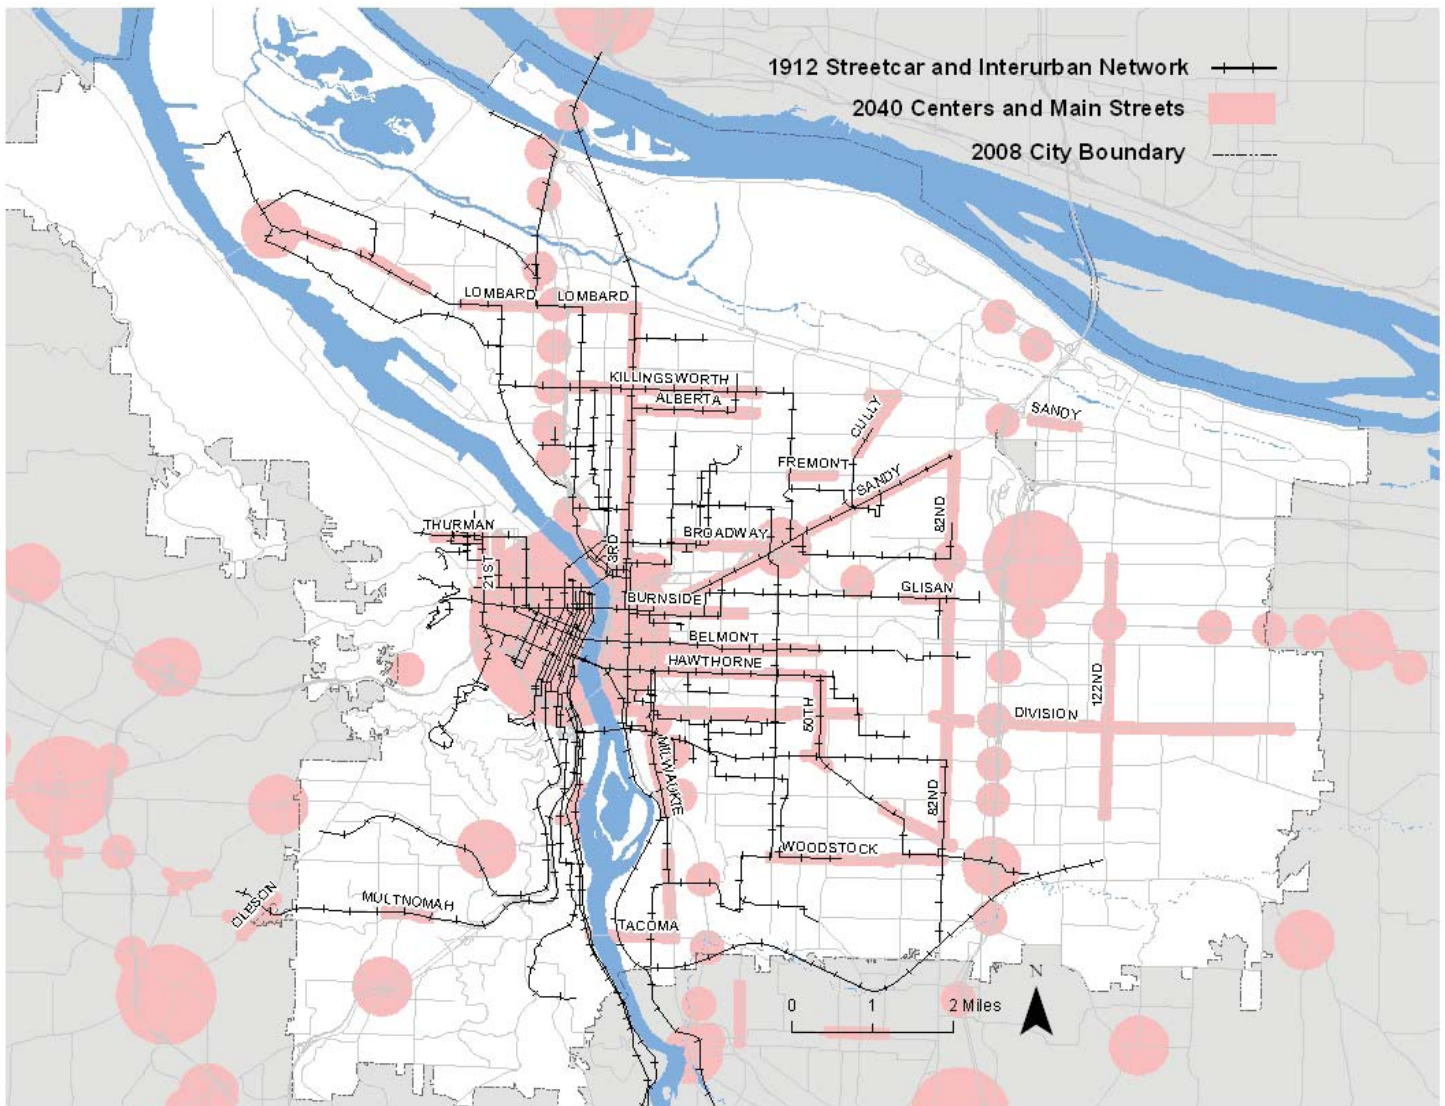 1912 Streetcar and Interurban Network
2040 Centers and Main Streets
2008 City Boundary
LOMBARD
LOMBARD
KILLINGSWORTH
ALBERTA
CULLY
SANDY
FREMONT
SANDY
THURMAN
BROADWAY
82ND
3RD
21ST
GLISAN
BURNSIDE
BELMONT
HAWTHORNE
122ND
50TH
DIVISION
MILWAUKIE
82ND
WOODSTOCK
OLESON
MULTNOMAH
TACOMA
N
0 1 2 Miles